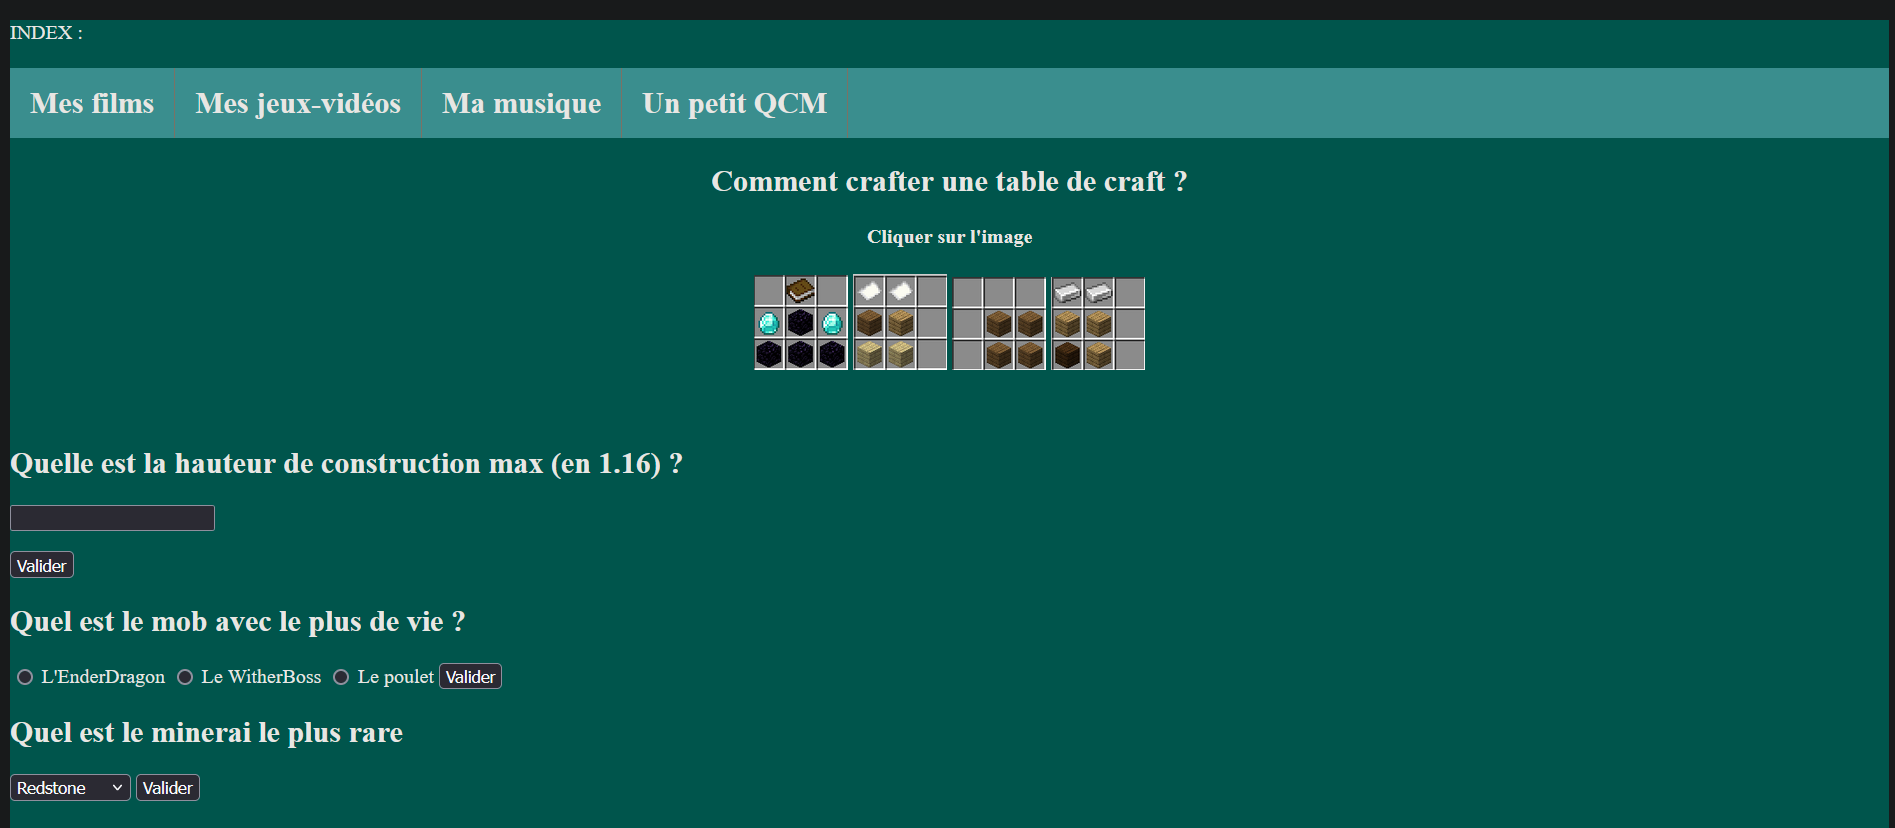 INDEX :
Mes films Mes jeux-vidéos Ma musique Un petit QCM
Comment crafter une table de craft ?
Cliquer sur l'image
Quelle est la hauteur de construction max (en 1.16) ?
Valider
Quel est le mob avec le plus de vie ?
L'EnderDragon Le WitherBoss Le poulet Valider
Quel est le minerai le plus rare
Redstone Valider